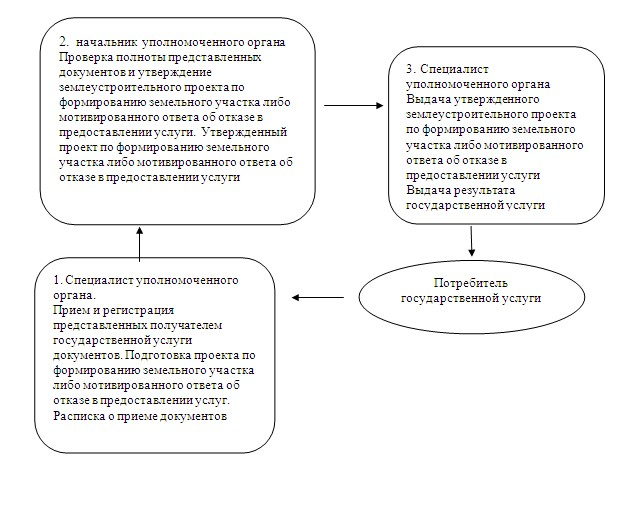 2. начальник уполномоченного органа
Проверка полноты представленных
документов и утверждение
землеустроительного проекта по
формированию земельного участка либо
мотивированного ответа об отказе в
предоставлении услуги. Утвержденный
проект по формированию земельного
участка либо мотивированного ответа об
отказе в предоставлении услуги
3. Специалист
уполномоченного органа
Выдача утвержденного
землеустроительного проекта
по формированию земельного
участка либо мотивированного
ответа об отказе в
предоставлении услуги
Выдача результата
государственной услуги
1. Специалист уполномоченного
органа.
Прием и регистрация
представленных получателем
государственной услуги
документов. Подготовка проекта по
формированию земельного участка
либо мотивированного ответа об
отказе в предоставлении услуг.
Расписка о приеме документов
Потребитель
государственной услуги